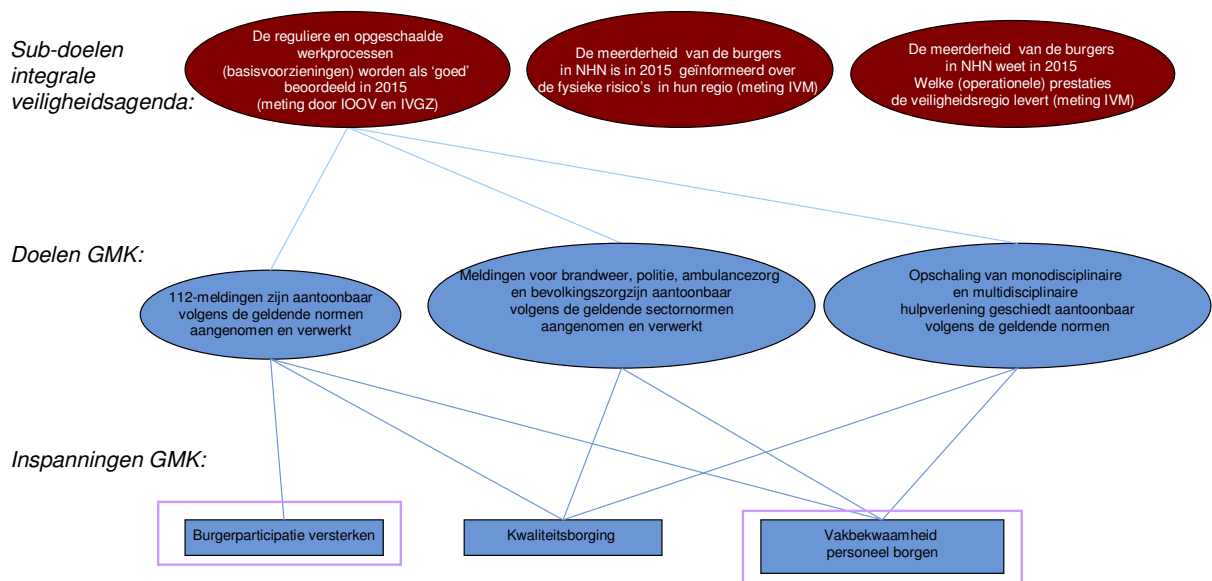 Sub-doelen
integrale
veiligheidsagenda:
De reguliere en opgeschaalde
werkprocessen
(basisvoorzieningen) worden als ‘goed’
beoordeeld in 2015
(meting door IOOV en IVGZ)
De meerderheid van de burgers
in NHN is in 2015 geïnformeerd over
de fysieke risico’s in hun regio (meting IVM)
De meerderheid van de burgers
in NHN weet in 2015
Welke (operationele) prestaties
de veiligheidsregio levert (meting IVM)
Doelen GMK:
112-meldingen zijn aantoonbaar
volgens de geldende normen
aangenomen en verwerkt
Meldingen voor brandweer, politie, ambulancezorg
en bevolkingszorgzijn aantoonbaar
volgens de geldende sectornormen
aangenomen en verwerkt
Opschaling van monodisciplinaire
en multidisciplinaire
hulpverlening geschiedt aantoonbaar
volgens de geldende normen
Inspanningen GMK:
Burgerparticipatie versterken
Kwaliteitsborging
Vakbekwaamheid
personeel borgen